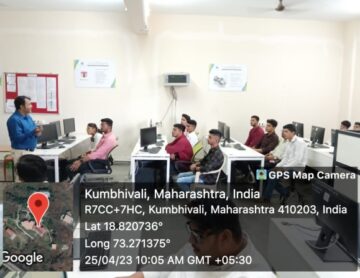 GPS Map Camera
Kumbhivali, Maharashtra, India
R7CC+7HC, Kumbhivali, Maharashtra 410203, India
Lat 18.820736°
Long 73.271375°
25/04/23 10:05 AM GMT +05:30
Google